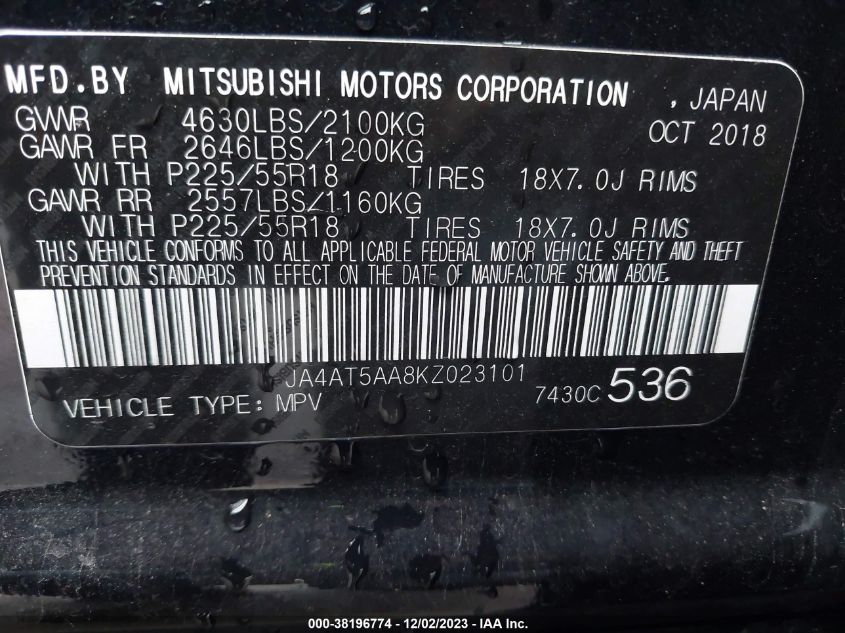 MFD.BY MITSUBISHI MOTORS CORPORATION , JAPAN
GVWR 4630LBS/2100KG OCT 2018
GAWR FR 2646LBS/1200KG
WITH P225/55R18 TIRES 18X7.0J RIMS
GAWR RR 2557LBS/1160KG
WITH P225/55R18 TIRES 18X7.0J RIMS
THIS VEHICLE CONFORMS TO ALL APPLICABLE FEDERAL MOTOR VEHICLE SAFETY AND THEFT
PREVENTION STANDARDS IN EFFECT ON THE DATE OF MANUFACTURE SHOWN ABOVE.
JA4AT5AA8KZ023101
VEHICLE TYPE: MPV 7430C 536
000-38196774 - 12/02/2023 - IAA Inc.